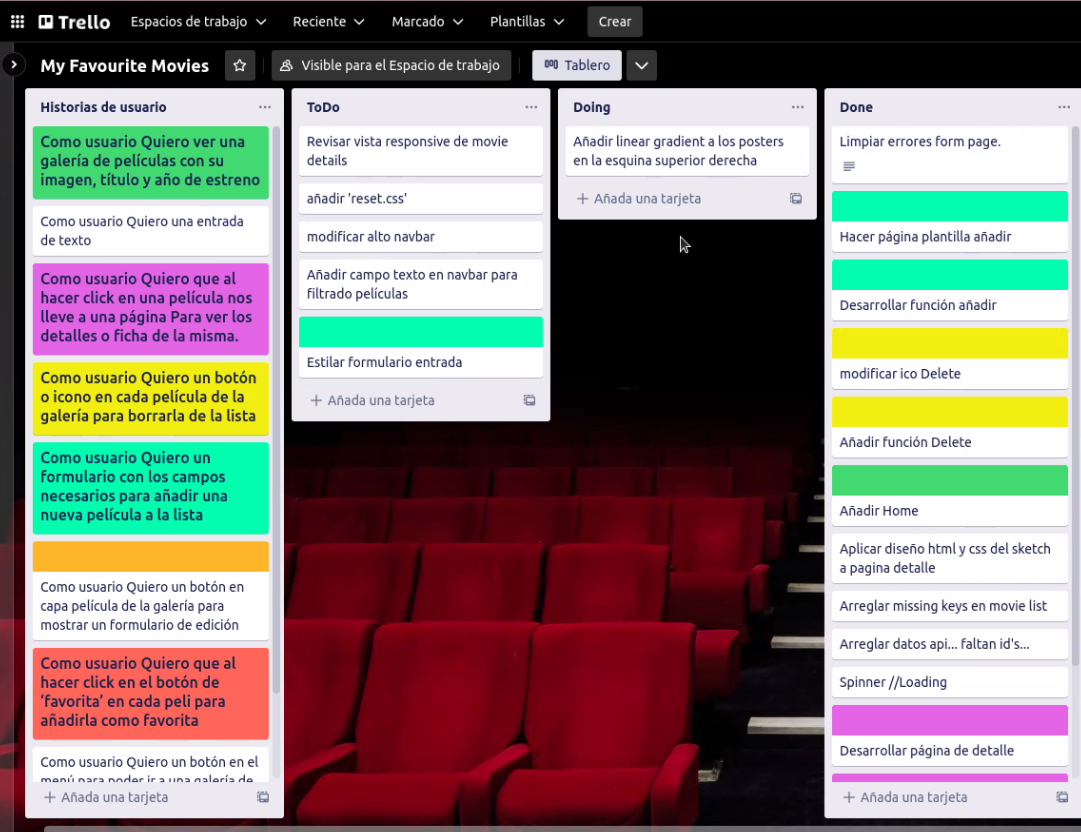 Trello
Espacios de trabajo
Reciente
Marcado
Plantillas
Crear
My Favourite Movies
Visible para el Espacio de trabajo
Tablero
Historias de usuario
Como usuario Quiero ver una
galería de películas con su
imagen, título y año de estreno
Como usuario Quiero una entrada
de texto
Como usuario Quiero que al
hacer click en una película nos
lleve a una página Para ver los
detalles o ficha de la misma.
Como usuario Quiero un botón
o icono en cada película de la
galería para borrarla de la lista
Como usuario Quiero un
formulario con los campos
necesarios para añadir una
nueva película a la lista
Como usuario Quiero un botón en
capa película de la galería para
mostrar un formulario de edición
Como usuario Quiero que al
hacer click en el botón de
'favorita' en cada peli para
añadirla como favorita
Como usuario Quiero un botón en el
menú para poder ir a una galería de
Añada una tarjeta
ToDo
Revisar vista responsive de movie
details
añadir 'reset.css'
modificar alto navbar
Añadir campo texto en navbar para
filtrado películas
Estilar formulario entrada
Añada una tarjeta
Doing
Añadir linear gradient a los posters
en la esquina superior derecha
Añada una tarjeta
Done
Limpiar errores form page.
Hacer página plantilla añadir
Desarrollar función añadir
modificar ico Delete
Añadir función Delete
Añadir Home
Aplicar diseño html y css del sketch
a pagina detalle
Arreglar missing keys en movie list
Arreglar datos api... faltan id's...
Spinner //Loading
Desarrollar página de detalle
Añada una tarjeta